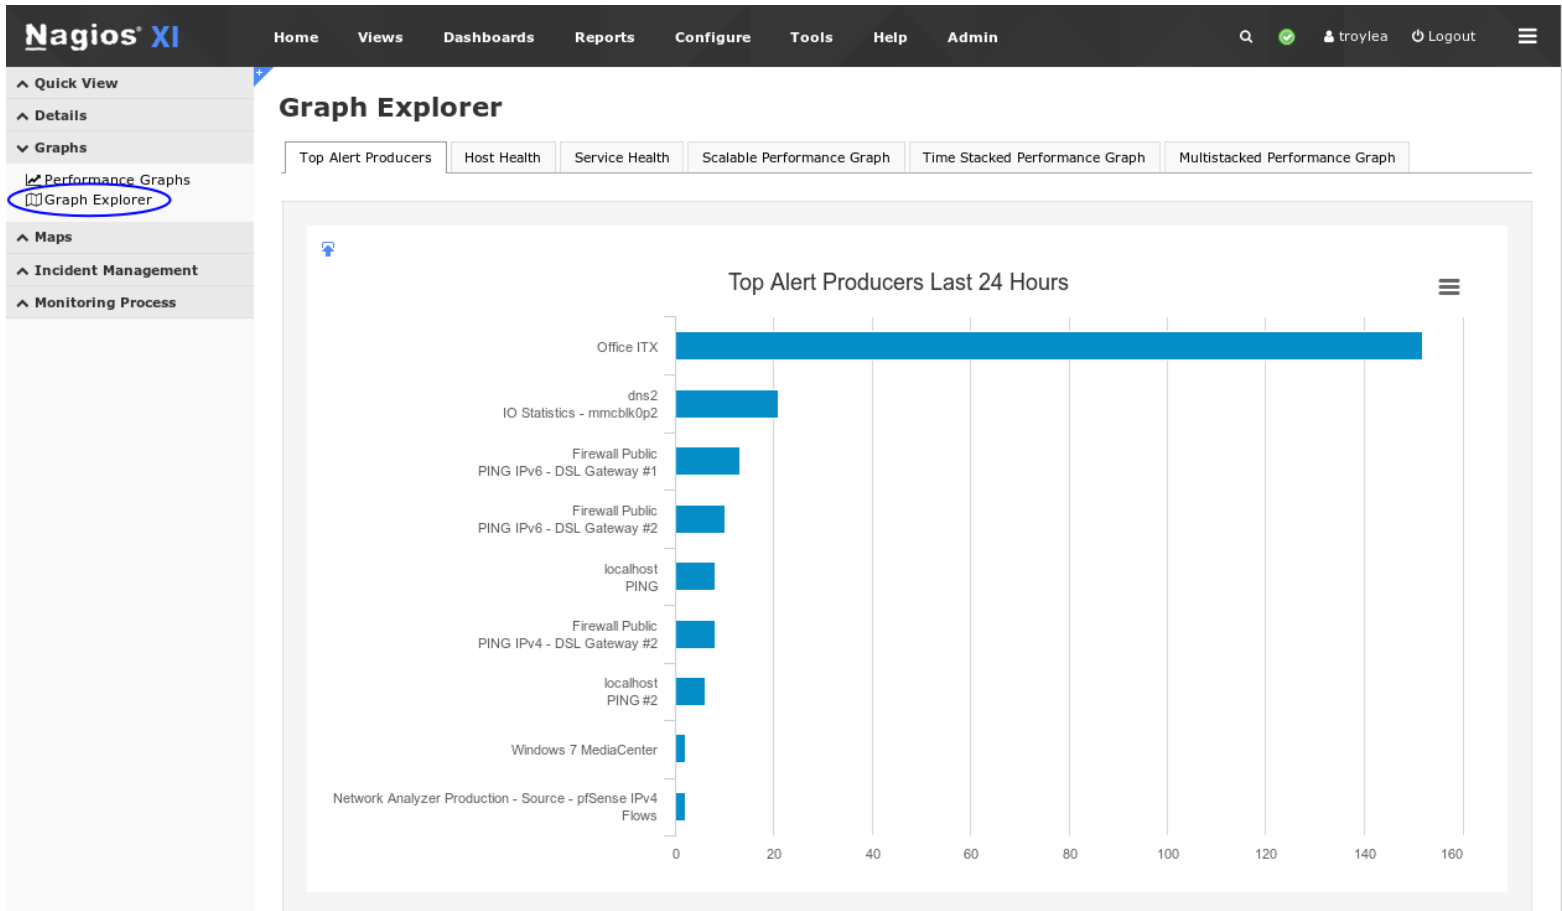 Nagios XI
Home Views Dashboards Reports Configure Tools Help Admin
troylea Logout
Quick View
Details
Graphs
Performance Graphs
Graph Explorer
Maps
Incident Management
Monitoring Process
+
Graph Explorer
Top Alert Producers Host Health Service Health Scalable Performance Graph Time Stacked Performance Graph Multistacked Performance Graph
Top Alert Producers Last 24 Hours
Office ITX
dns2
IO Statistics - mmcblk0p2
Firewall Public
PING IPv6 - DSL Gateway #1
Firewall Public
PING IPv6 - DSL Gateway #2
localhost
PING
Firewall Public
PING IPv4 - DSL Gateway #2
localhost
PING #2
Windows 7 MediaCenter
Network Analyzer Production - Source - pfSense IPv4
Flows
0 20 40 60 80 100 120 140 160